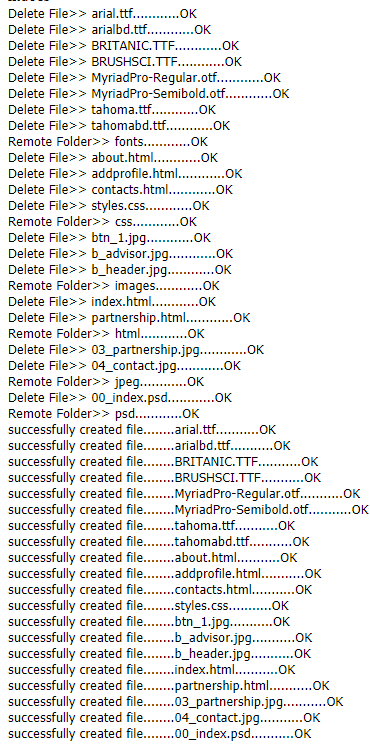 Delete File>> arial.ttf............OK
Delete File>> arialbd.ttf............OK
Delete File>> BRITANIC.TTF............OK
Delete File>> BRUSHSCI.TTF............OK
Delete File>> MyriadPro-Regular.otf............OK
Delete File>> MyriadPro-Semibold.otf............OK
Delete File>> tahoma.ttf............OK
Delete File>> tahomabd.ttf............OK
Remote Folder>> fonts............OK
Delete File>> about.html............OK
Delete File>> addprofile.html............OK
Delete File>> contacts.html............OK
Delete File>> styles.css............OK
Remote Folder>> css............OK
Delete File>> btn_1.jpg............OK
Delete File>> b_advisor.jpg............OK
Delete File>> b_header.jpg............OK
Remote Folder>> images............OK
Delete File>> index.html............OK
Delete File>> partnership.html............OK
Remote Folder>> html............OK
Delete File>> 03_partnership.jpg............OK
Delete File>> 04_contact.jpg............OK
Remote Folder>> jpeg............OK
Delete File>> 00_index.psd............OK
Remote Folder>> psd............OK
successfully created file........arial.ttf............OK
successfully created file........arialbd.ttf............OK
successfully created file........BRITANIC.TTF............OK
successfully created file........BRUSHSCI.TTF............OK
successfully created file........MyriadPro-Regular.otf............OK
successfully created file........MyriadPro-Semibold.otf............OK
successfully created file........tahoma.ttf............OK
successfully created file........tahomabd.ttf............OK
successfully created file........about.html............OK
successfully created file........addprofile.html............OK
successfully created file........contacts.html............OK
successfully created file........styles.css............OK
successfully created file........btn_1.jpg............OK
successfully created file........b_advisor.jpg............OK
successfully created file........b_header.jpg............OK
successfully created file........index.html............OK
successfully created file........partnership.html............OK
successfully created file........03_partnership.jpg............OK
successfully created file........04_contact.jpg............OK
successfully created file........00_index.psd............OK